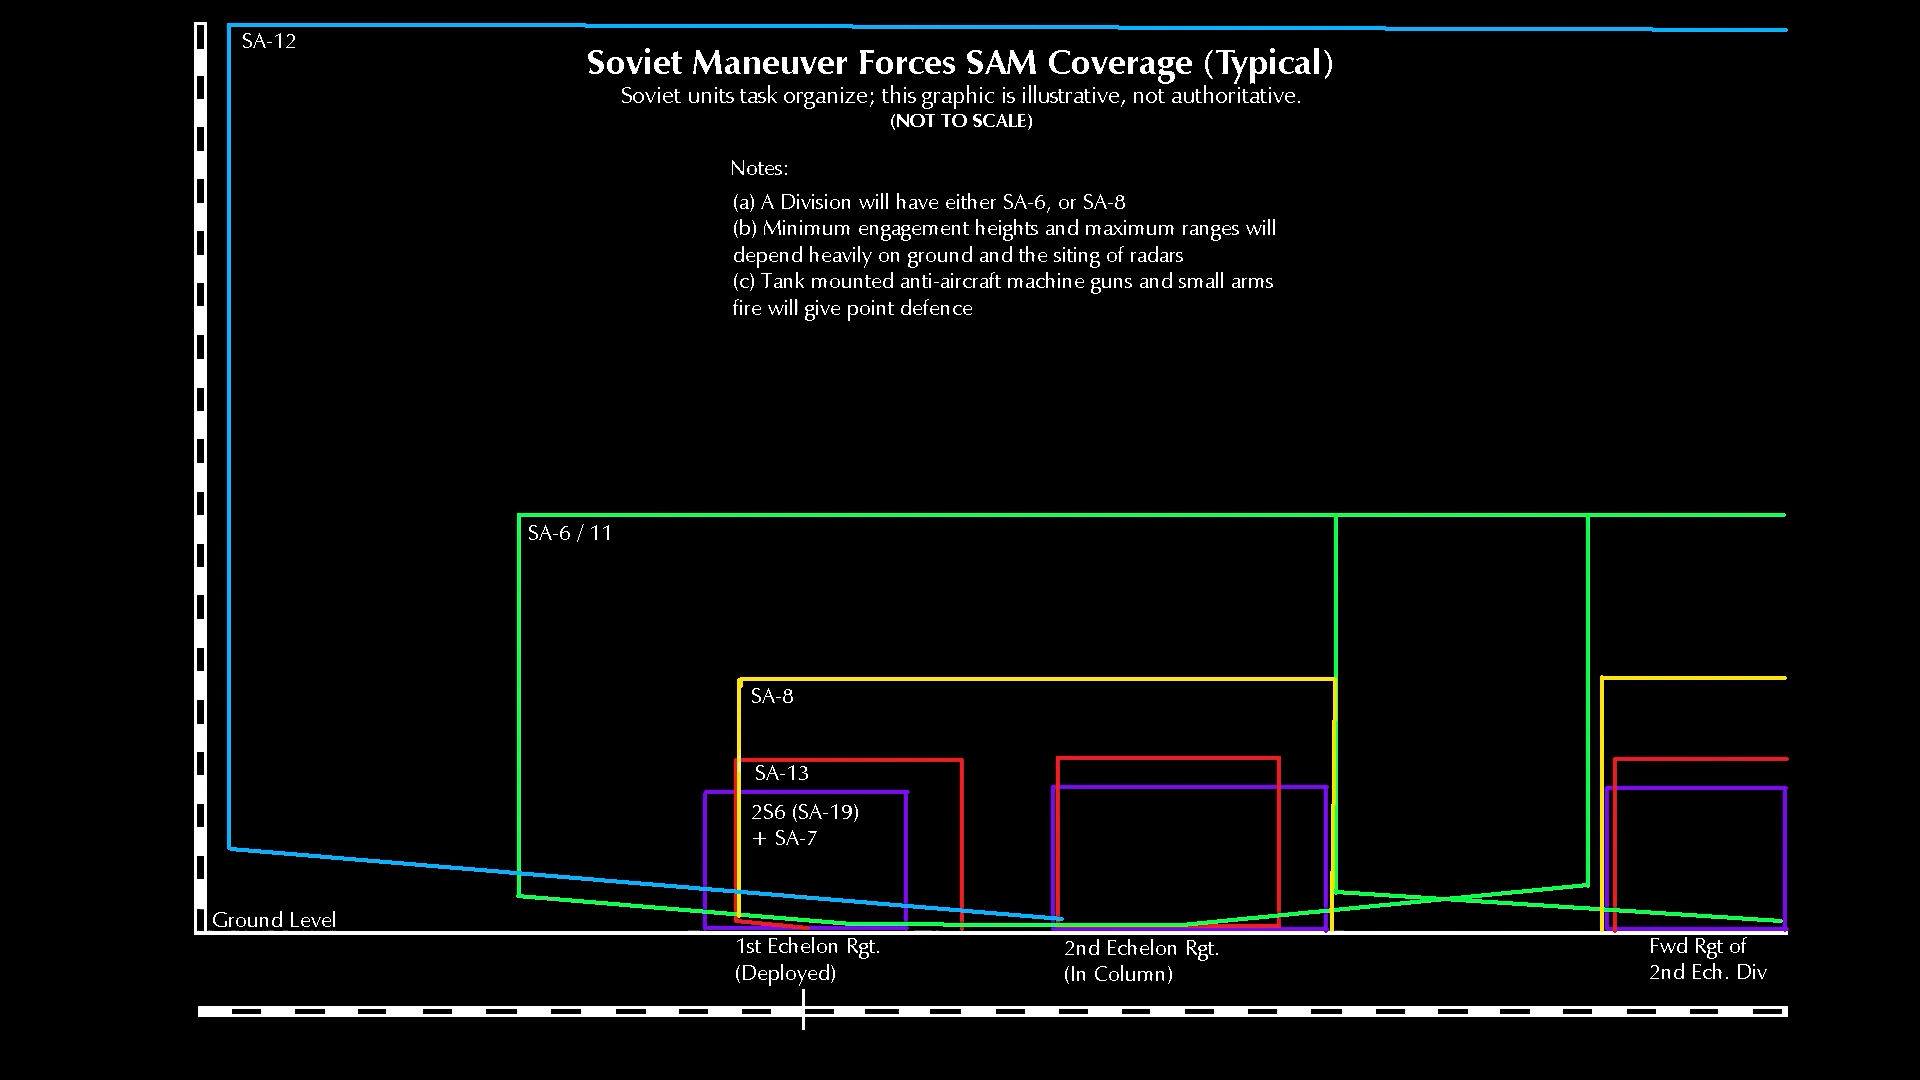 SA-12
Soviet Maneuver Forces SAM Coverage (Typical)
Soviet units task organize; this graphic is illustrative, not authoritative.
(NOT TO SCALE)
Notes:
(a) A Division will have either SA-6, or SA-8
(b) Minimum engagement heights and maximum ranges will
depend heavily on ground and the siting of radars
(c) Tank mounted anti-aircraft machine guns and small arms
fire will give point defence
SA-6 / 11
SA-8
SA-13
2S6 (SA-19)
+ SA-7
Ground Level
1st Echelon Rgt.
(Deployed)
2nd Echelon Rgt.
(In Column)
Fwd Rgt of
2nd Ech. Div